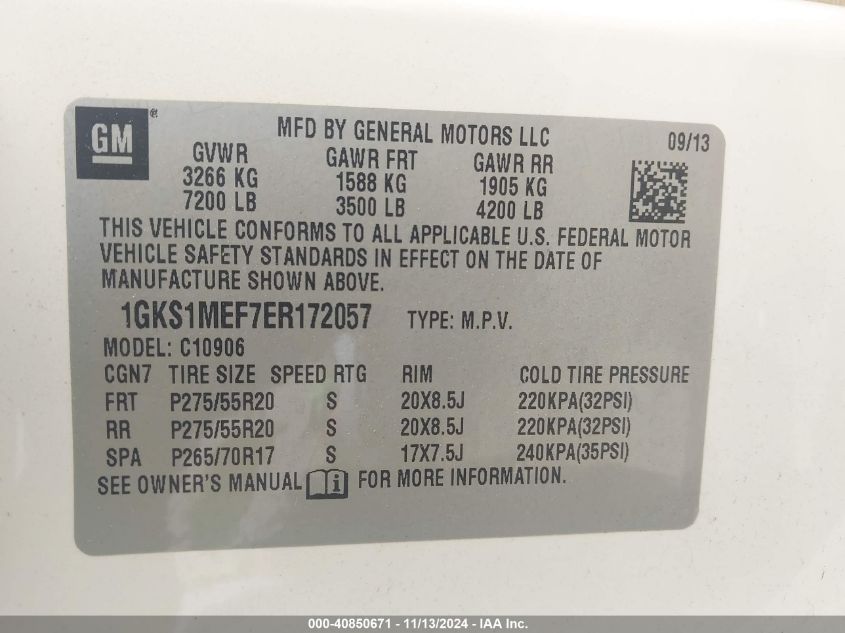 GM®
MFD BY GENERAL MOTORS LLC 09/13
GVWR GAWR FRT GAWR RR
3266 KG 1588 KG 1905 KG
7200 LB 3500 LB 4200 LB
THIS VEHICLE CONFORMS TO ALL APPLICABLE U.S. FEDERAL MOTOR
VEHICLE SAFETY STANDARDS IN EFFECT ON THE DATE OF
MANUFACTURE SHOWN ABOVE.
1GKS1MEF7ER172057 TYPE: M.P.V.
MODEL: C10906
CGN7 TIRE SIZE SPEED RTG RIM COLD TIRE PRESSURE
FRT P275/55R20 S 20X8.5J 220KPA(32PSI)
RR P275/55R20 S 20X8.5J 220KPA(32PSI)
SPA P265/70R17 S 17X7.5J 240KPA(35PSI)
SEE OWNER'S MANUAL i FOR MORE INFORMATION.
000-40850671 - 11/13/2024 - IAA Inc.